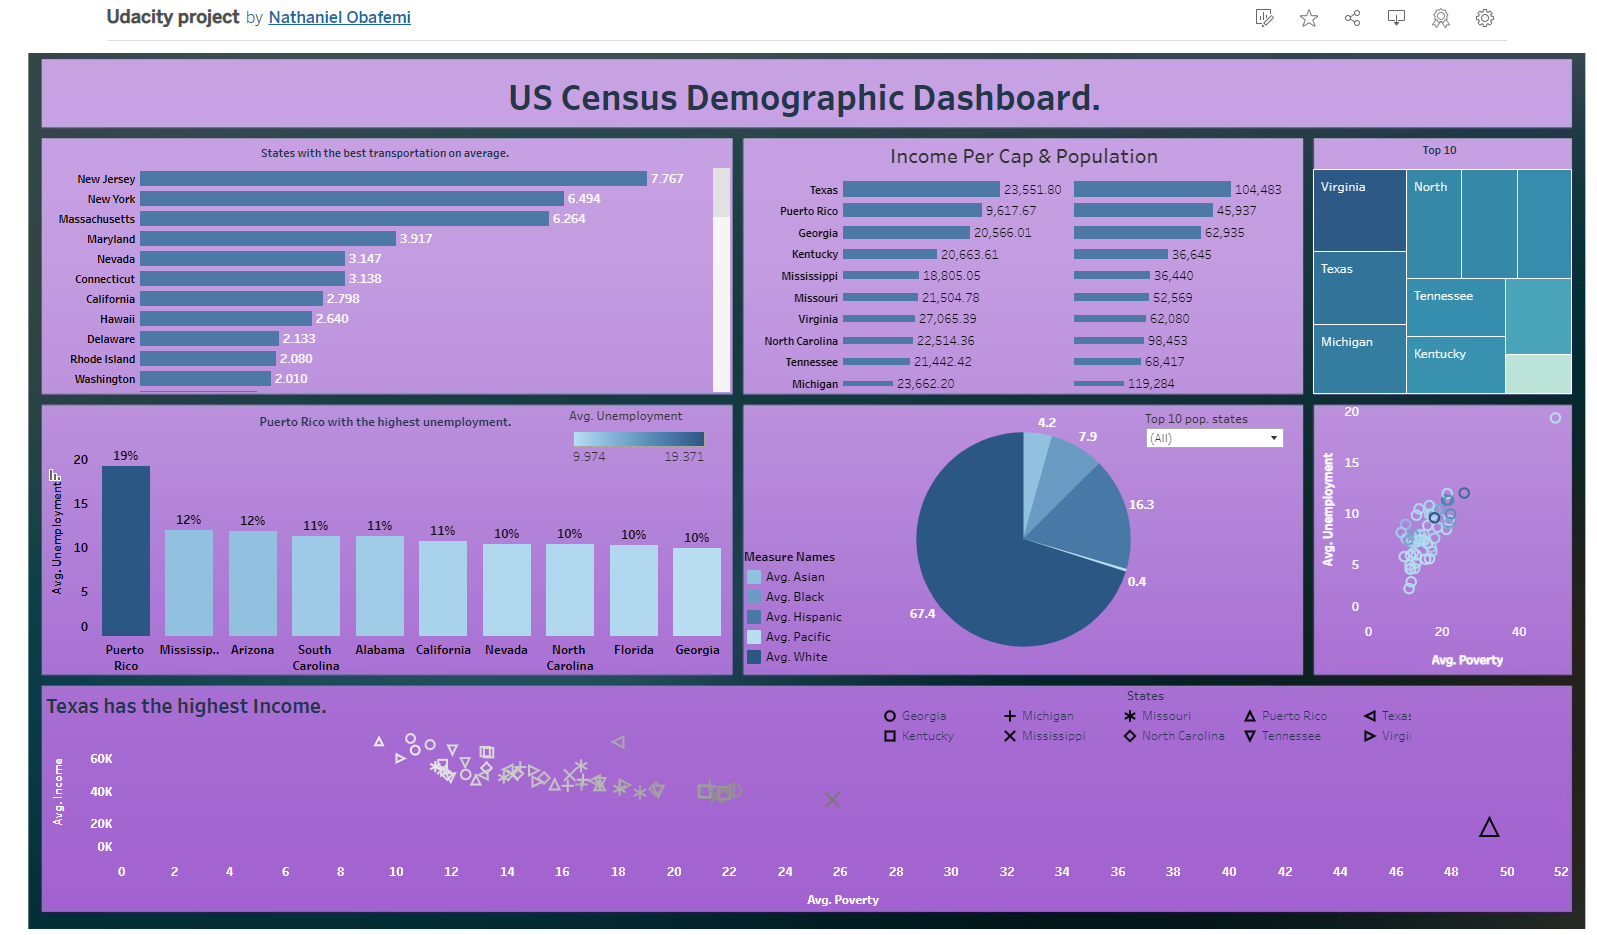 Udacity project by Nathaniel Obafemi
US Census Demographic Dashboard.
States with the best transportation on average.
New Jersey 7.767
New York 6.494
Massachusetts 6.264
Maryland 3.917
Nevada 3.147
Connecticut 3.138
California 2.798
Hawaii 2.640
Delaware 2.133
Rhode Island 2.080
Washington 2.010
Income Per Cap & Population
Texas 23,551.80 104,483
Puerto Rico 9,617.67 45,937
Georgia 20,566.01 62,935
Kentucky 20,663.61 36,645
Mississippi 18,805.05 36,440
Missouri 21,504.78 52,569
Virginia 27,065.39 62,080
North Carolina 22,514.36 98,453
Tennessee 21,442.42 68,417
Michigan 23,662.20 119,284
Top 10
Virginia
North
Texas
Tennessee
Michigan
Kentucky
Puerto Rico with the highest unemployment.
Avg. Unemployment
9.974 19.371
Avg. Unemployment
20
15
10
5
0
19%
12%
12%
11%
11%
11%
10%
10%
10%
10%
Puerto Rico
Mississip..
Arizona
South Carolina
Alabama
California
Nevada
North Carolina
Florida
Georgia
Top 10 pop. states
(All)
4.2
7.9
16.3
0.4
67.4
Measure Names
Avg. Asian
Avg. Black
Avg. Hispanic
Avg. Pacific
Avg. White
Avg. Unemployment
20
15
10
5
0
0 20 40
Avg. Poverty
Texas has the highest Income.
States
Georgia Michigan Missouri Puerto Rico Texas
Kentucky Mississippi North Carolina Tennessee Virgi
Avg. Income
60K
40K
20K
0K
0 2 4 6 8 10 12 14 16 18 20 22 24 26 28 30 32 34 36 38 40 42 44 46 48 50 52
Avg. Poverty